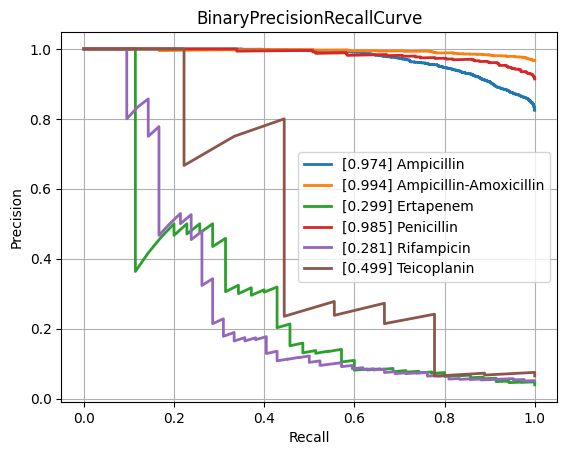 BinaryPrecisionRecallCurve
1.0
0.8
0.6
0.4
0.2
0.0
Precision
[0.974] Ampicillin
[0.994] Ampicillin-Amoxicillin
[0.299] Ertapenem
[0.985] Penicillin
[0.281] Rifampicin
[0.499] Teicoplanin
0.0 0.2 0.4 0.6 0.8 1.0
Recall